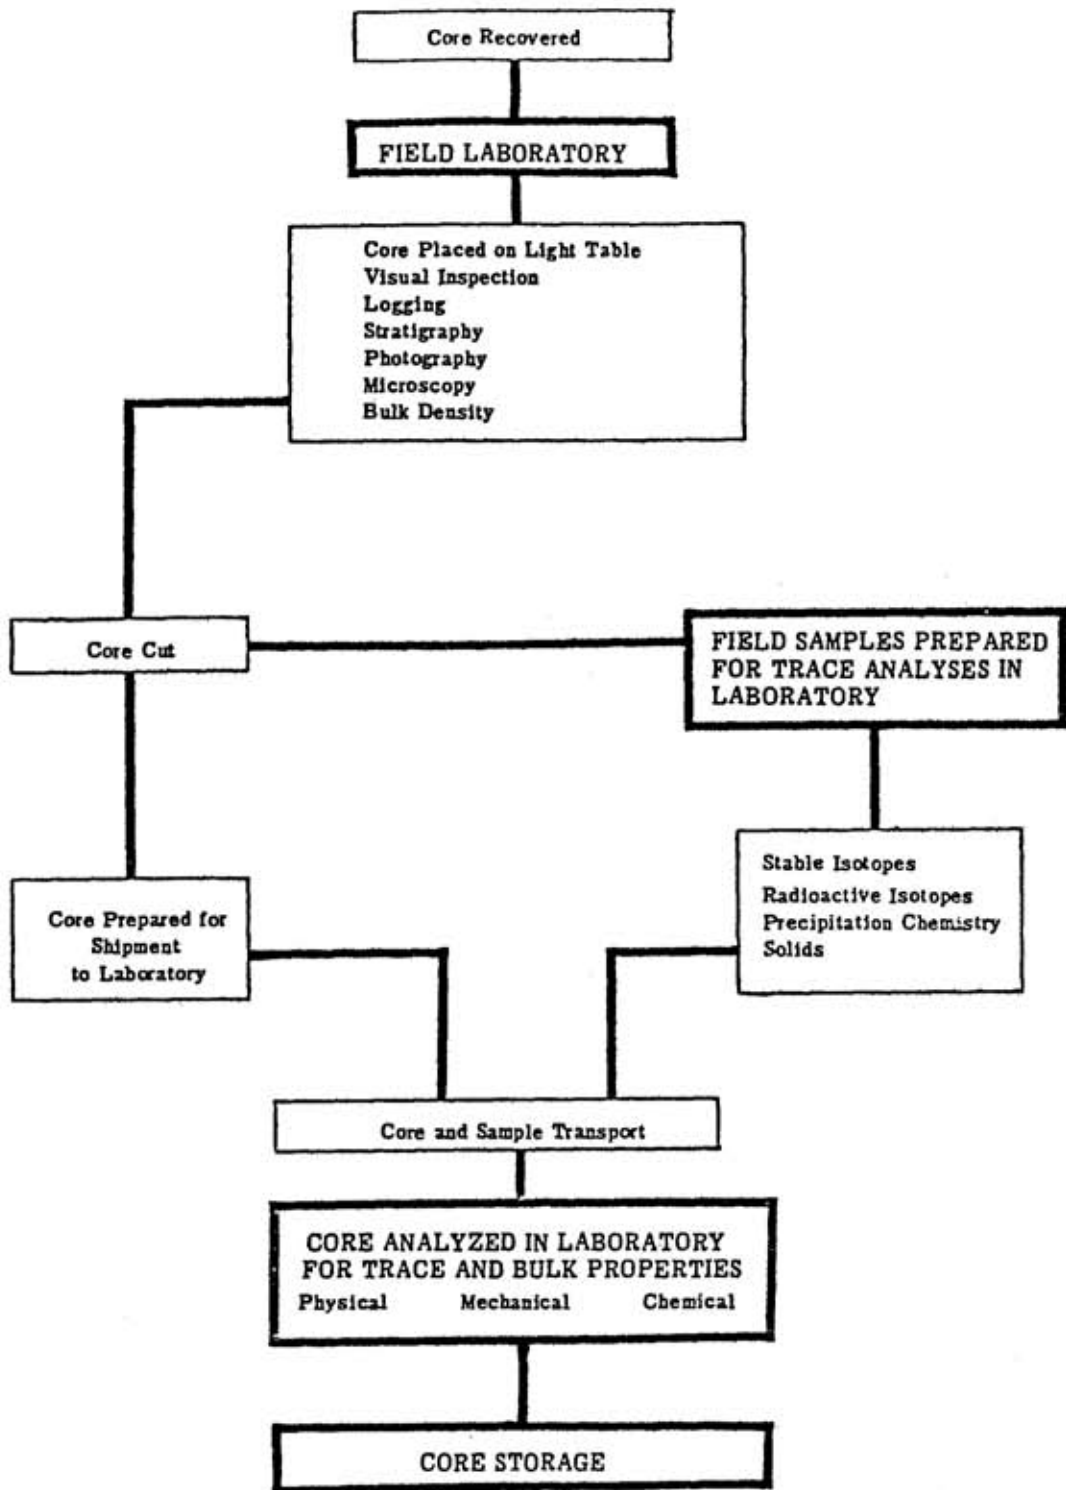 Core Recovered
FIELD LABORATORY
Core Placed on Light Table
Visual Inspection
Logging
Stratigraphy
Photography
Microscopy
Bulk Density
Core Cut
FIELD SAMPLES PREPARED
FOR TRACE ANALYSES IN
LABORATORY
Stable Isotopes
Radioactive Isotopes
Precipitation Chemistry
Solids
Core Prepared for
Shipment
to Laboratory
Core and Sample Transport
CORE ANALYZED IN LABORATORY
FOR TRACE AND BULK PROPERTIES
Physical Mechanical Chemical
CORE STORAGE